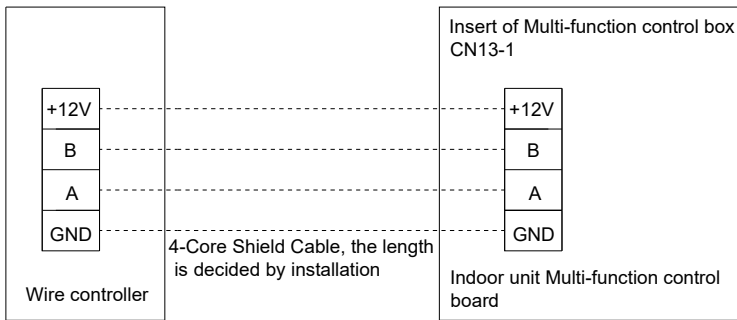 Insert of Multi-function control box
CN13-1
+12V
B
A
GND
+12V
B
A
GND
4-Core Shield Cable, the length
is decided by installation
Wire controller
Indoor unit Multi-function control
board